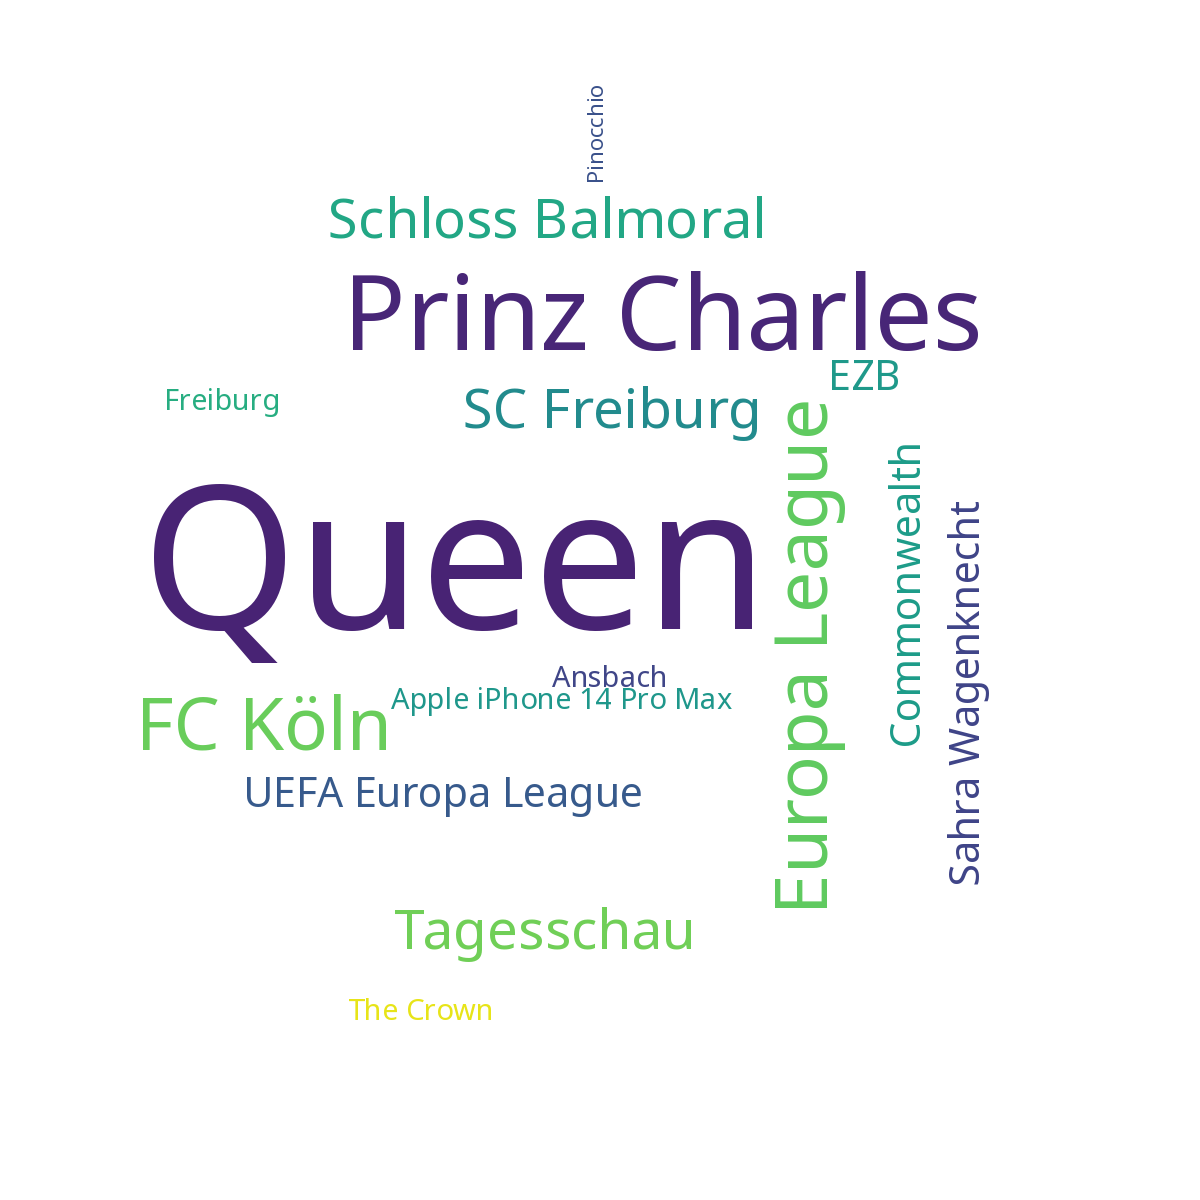 Pinocchio
Schloss Balmoral
Prinz Charles
EZB
Freiburg
SC Freiburg
Europa League
Commonwealth
Queen
Sahra Wagenknecht
Ansbach
Apple iPhone 14 Pro Max
FC Köln
UEFA Europa League
Tagesschau
The Crown